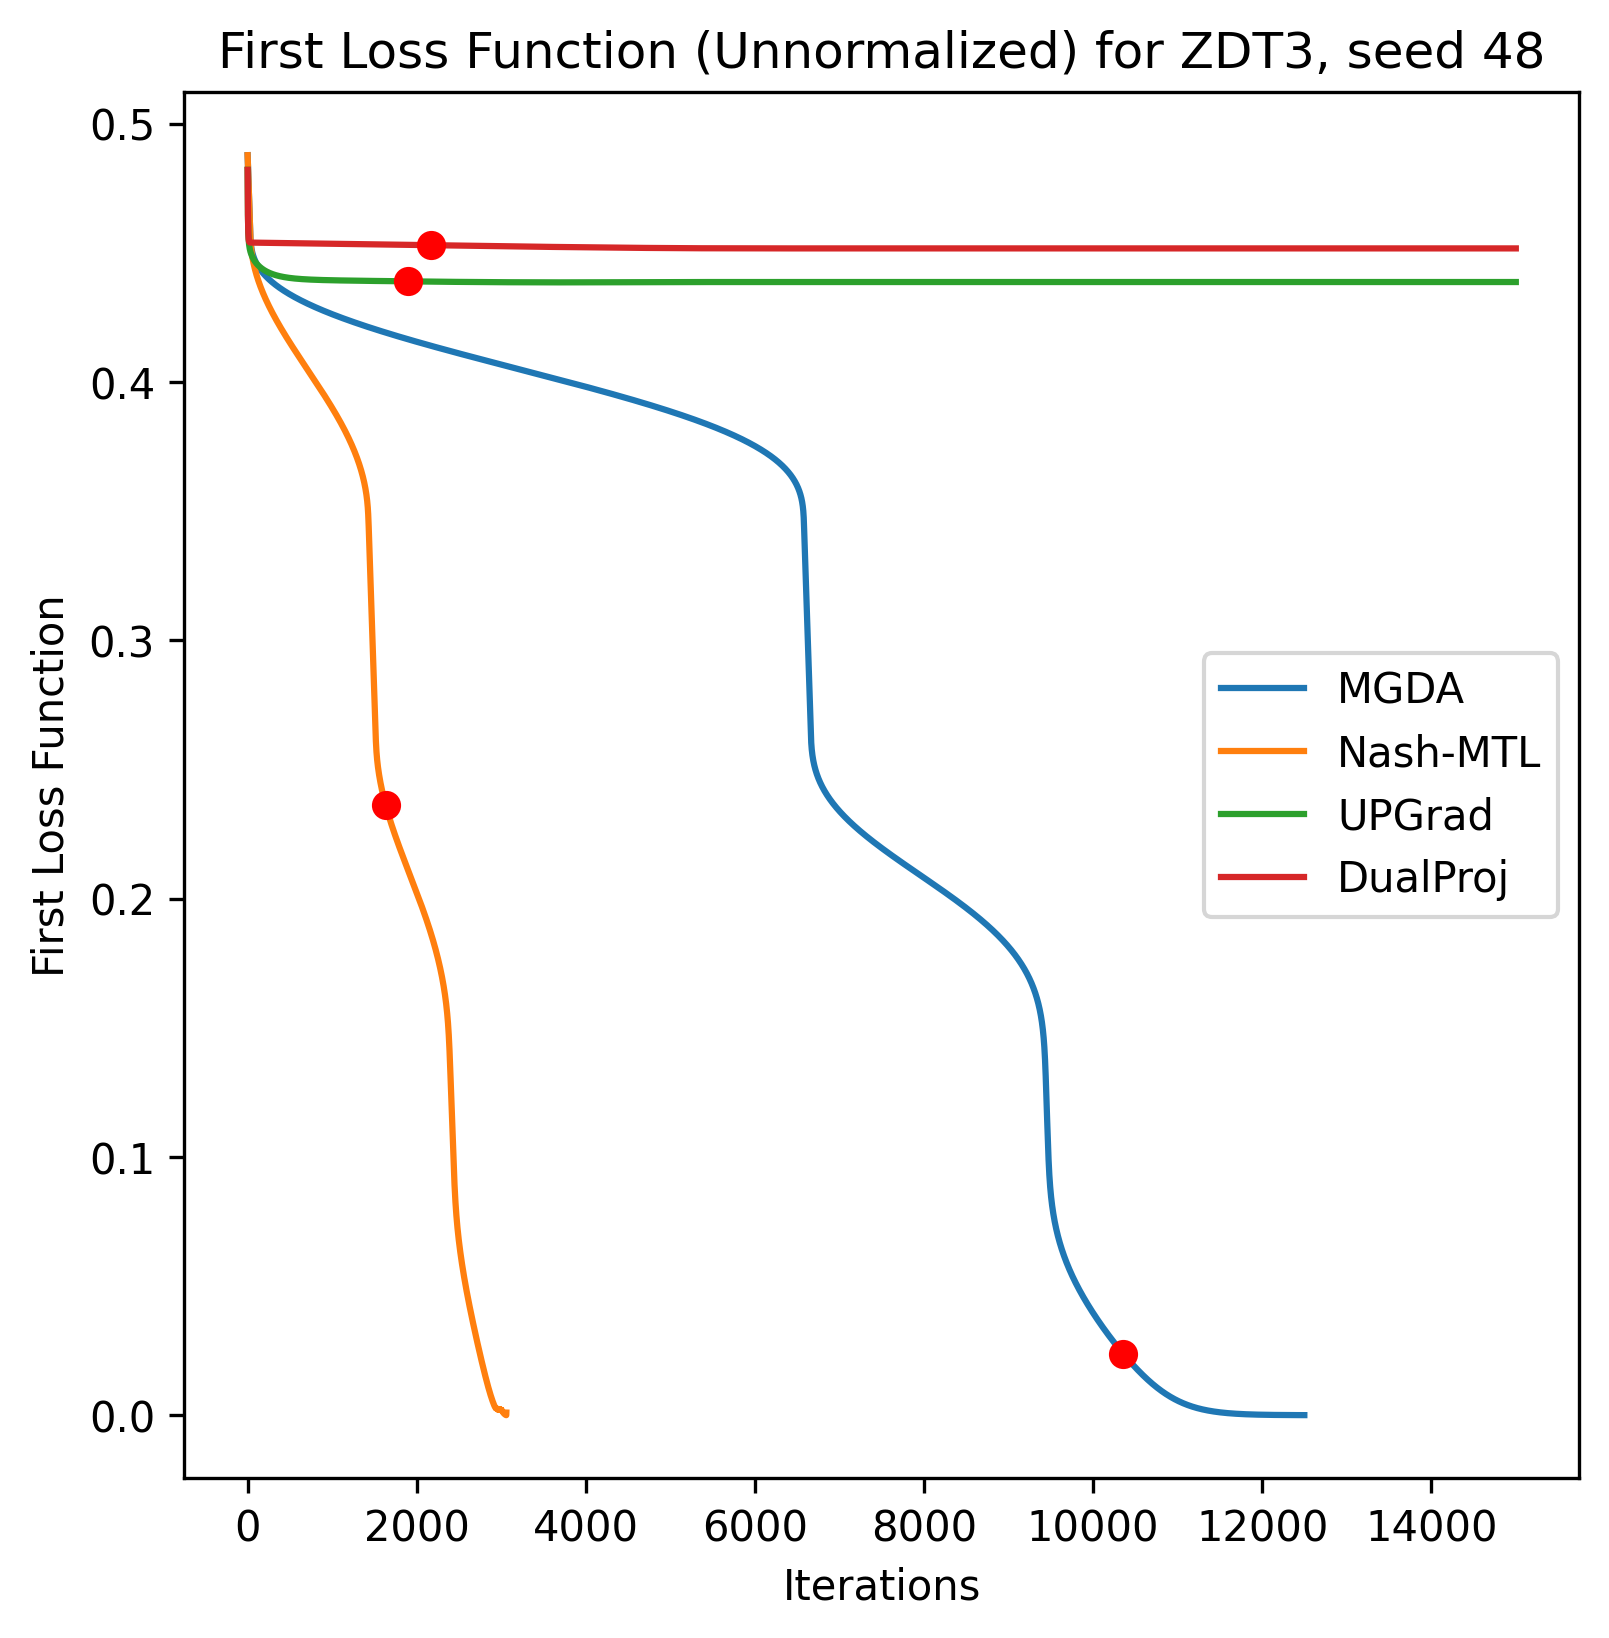 First Loss Function (Unnormalized) for ZDT3, seed 48
First Loss Function
0.5
0.4
0.3
0.2
0.1
0.0
MGDA
Nash-MTL
UPGrad
DualProj
0 2000 4000 6000 8000 10000 12000 14000
Iterations